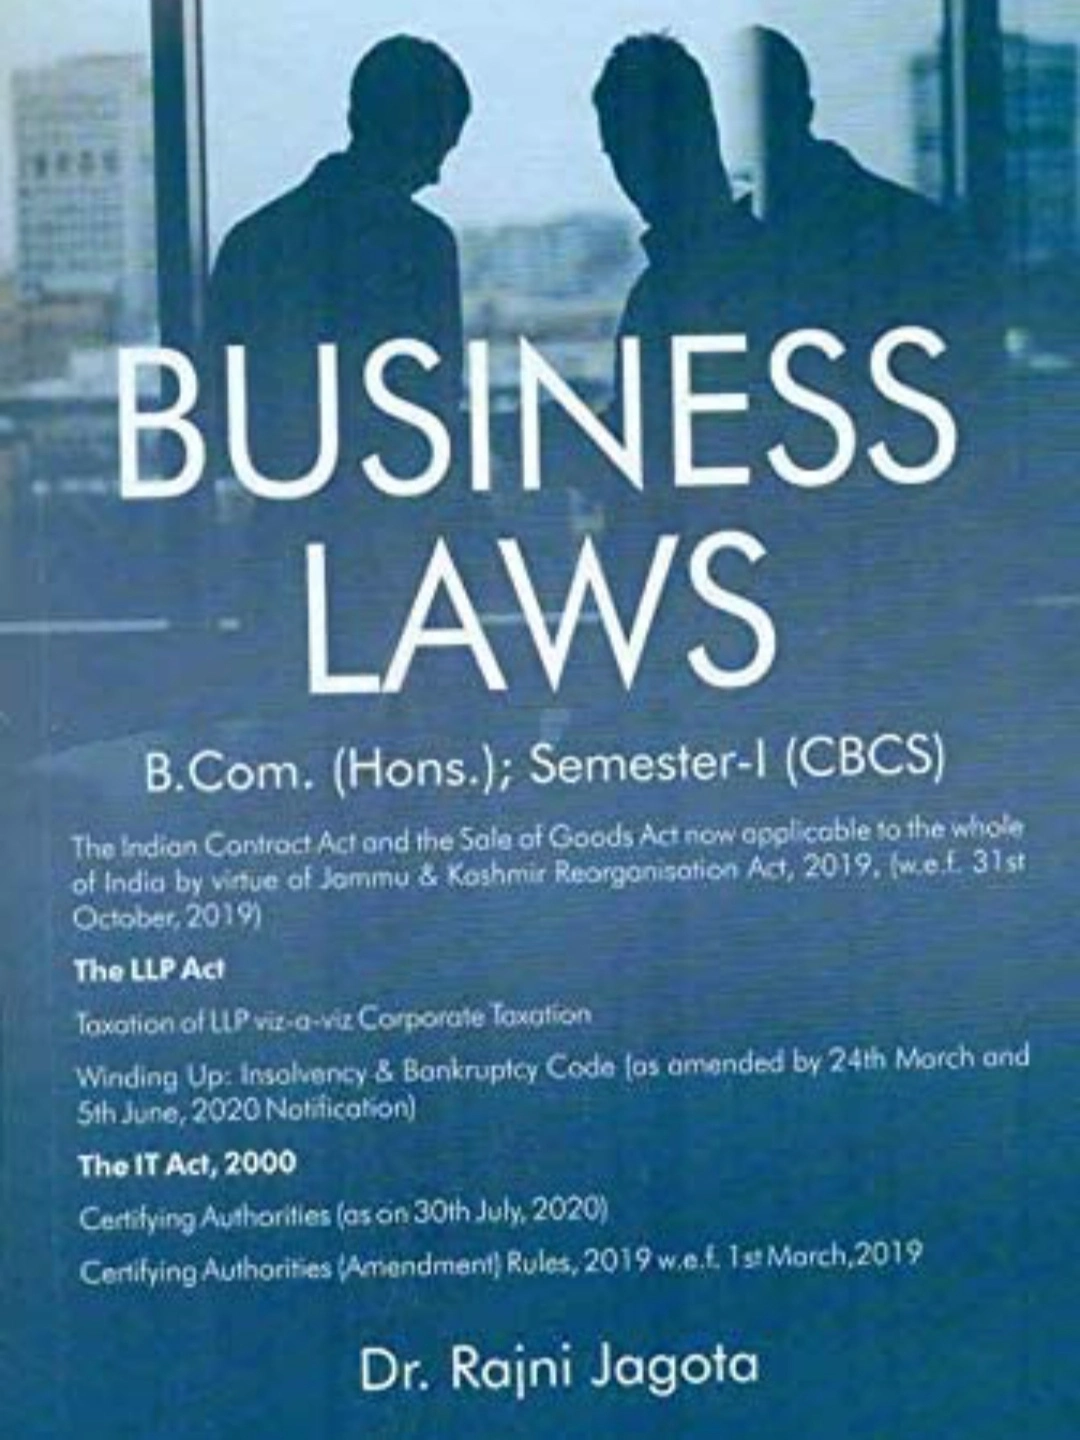 BUSINESS
LAWS
B.Com. (Hons.); Semester-I (CBCS)
The Indian Contract Act and the Sale of Goods Act now applicable to the whole
of India by virtue of Jammu & Kashmir Reorganisation Act, 2019. (w.e.f. 31st
October, 2019)
The LLP Act
Taxation of LLP viz-a-viz Corporate Taxation
Winding Up: Insolvency & Bankruptcy Code (as amended by 24th March and
5th June, 2020 Notification)
The IT Act, 2000
Certifying Authorities (as on 30th July, 2020)
Certifying Authorities (Amendment) Rules, 2019 w.e.f. 1st March,2019
Dr. Rajni Jagota